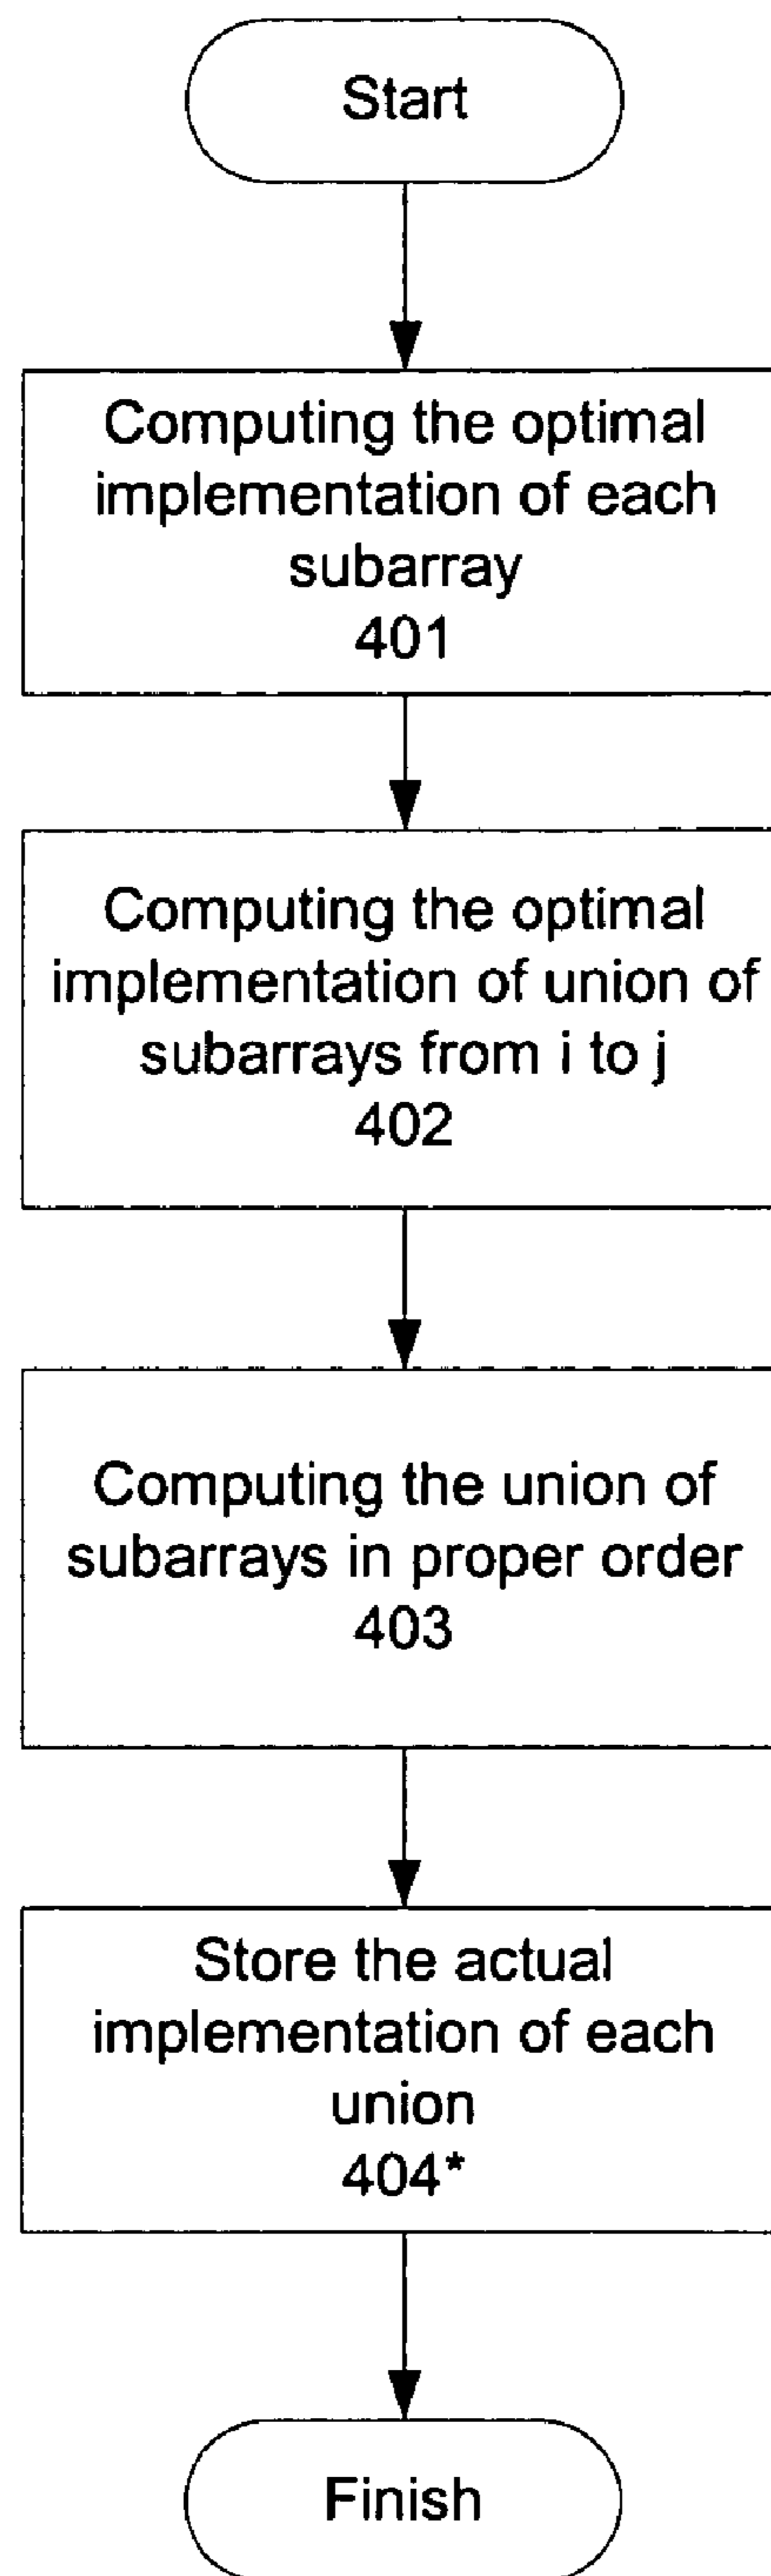 Start
Computing the optimal
implementation of each
subarray
401
Computing the optimal
implementation of union of
subarrays from i to j
402
Computing the union of
subarrays in proper order
403
Store the actual
implementation of each
union
404*
Finish